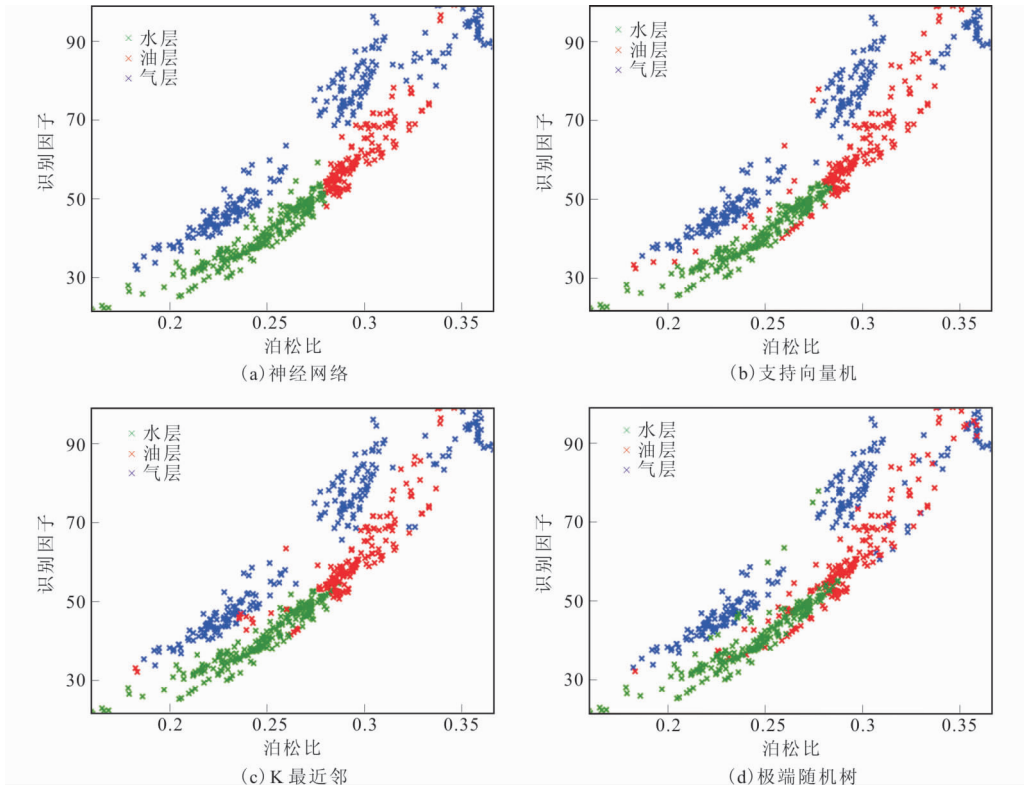 90
70
50
30
识别因子
× 水层
× 油层
× 气层
0.2 0.25 0.3 0.35
泊松比
(a)神经网络
90
70
50
30
识别因子
× 水层
× 油层
× 气层
0.2 0.25 0.3 0.35
泊松比
(b)支持向量机
90
70
50
30
识别因子
× 水层
× 油层
× 气层
0.2 0.25 0.3 0.35
泊松比
(c)K 最近邻
90
70
50
30
识别因子
× 水层
× 油层
× 气层
0.2 0.25 0.3 0.35
泊松比
(d)极端随机树